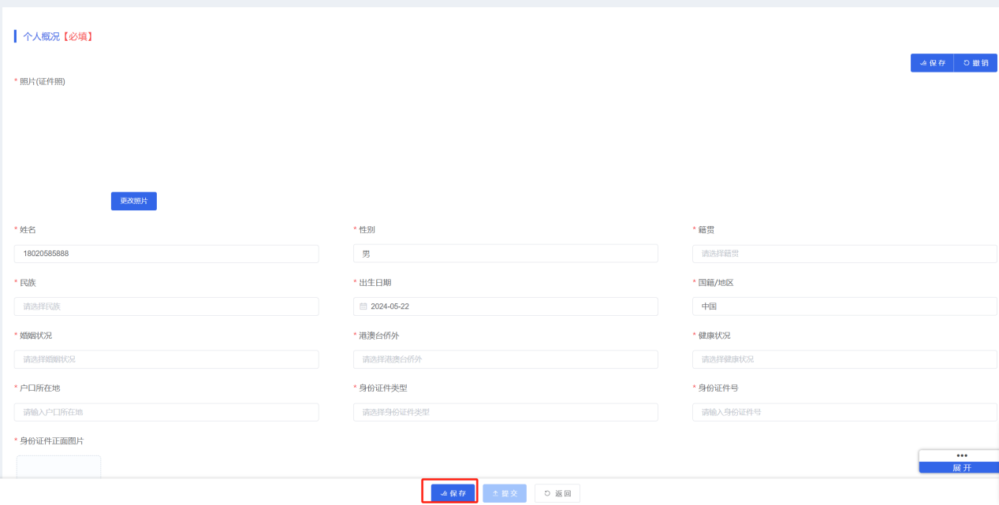 个人概况【必填】
保存 撤销
* 照片(证件照)
更改照片
* 姓名 * 性别 * 籍贯
18020585888 男 请选择籍贯
* 民族 * 出生日期 * 国籍/地区
请选择民族 2024-05-22 中国
* 婚姻状况 * 港澳台侨外 * 健康状况
请选择婚姻状况 请选择港澳台侨外 请选择健康状况
* 户口所在地 * 身份证件类型 * 身份证件号
请输入户口所在地 请选择身份证件类型 请输入身份证件号
* 身份证件正面图片
展开
保存 提交 返回